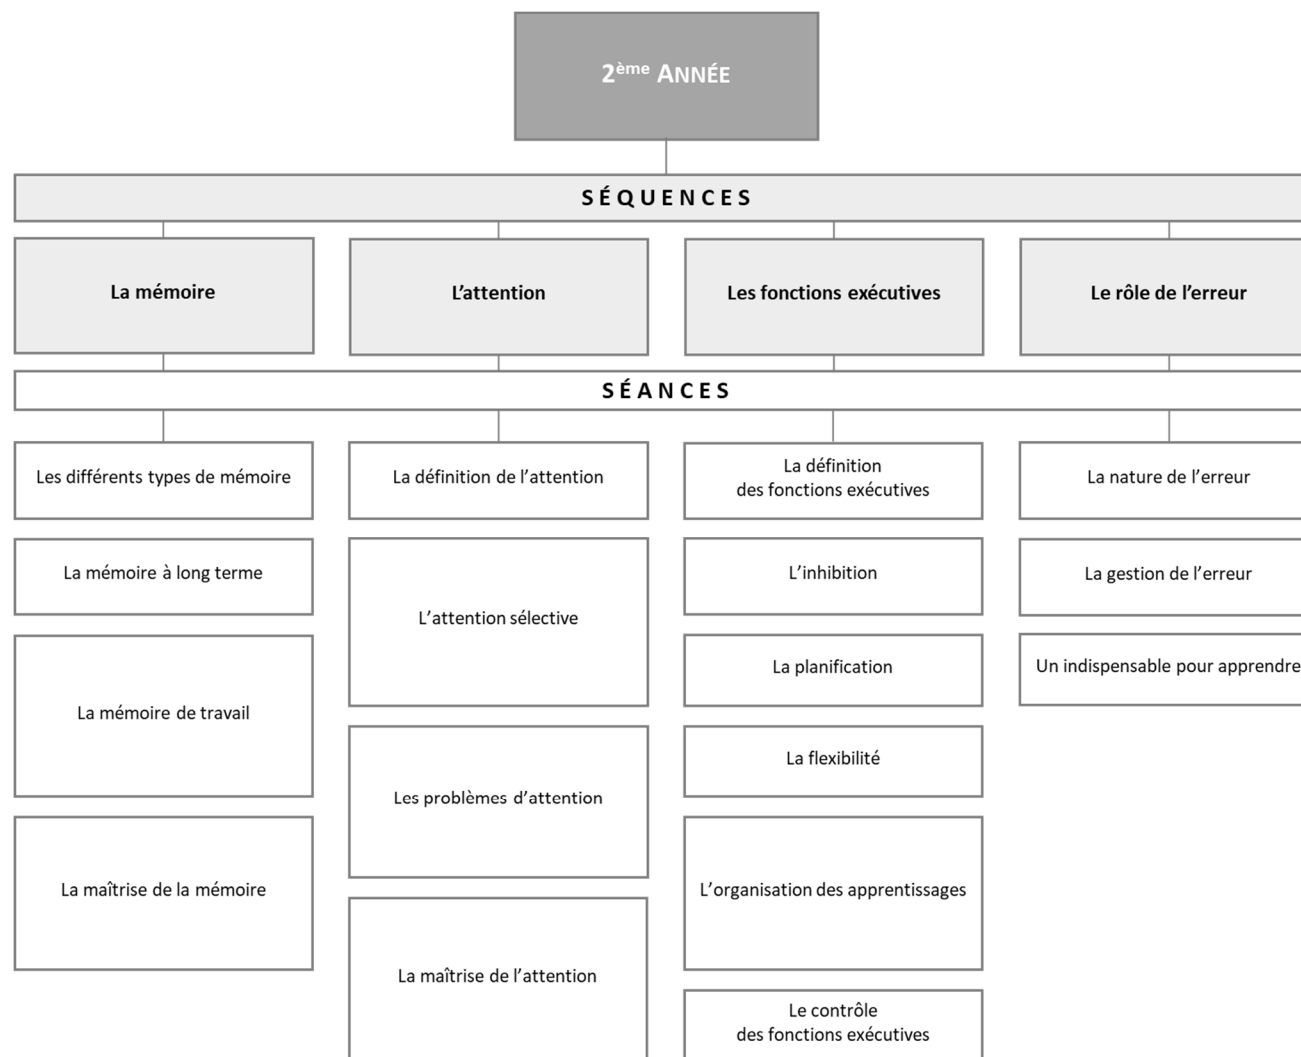 2ème ANNÉE
SÉQUENCES
La mémoire
L’attention
Les fonctions exécutives
Le rôle de l’erreur
SÉANCES
Les différents types de mémoire
La mémoire à long terme
La mémoire de travail
La maîtrise de la mémoire
La définition de l’attention
L’attention sélective
Les problèmes d’attention
La maîtrise de l’attention
La définition
des fonctions exécutives
L’inhibition
La planification
La flexibilité
L’organisation des apprentissages
Le contrôle
des fonctions exécutives
La nature de l’erreur
La gestion de l’erreur
Un indispensable pour apprendre